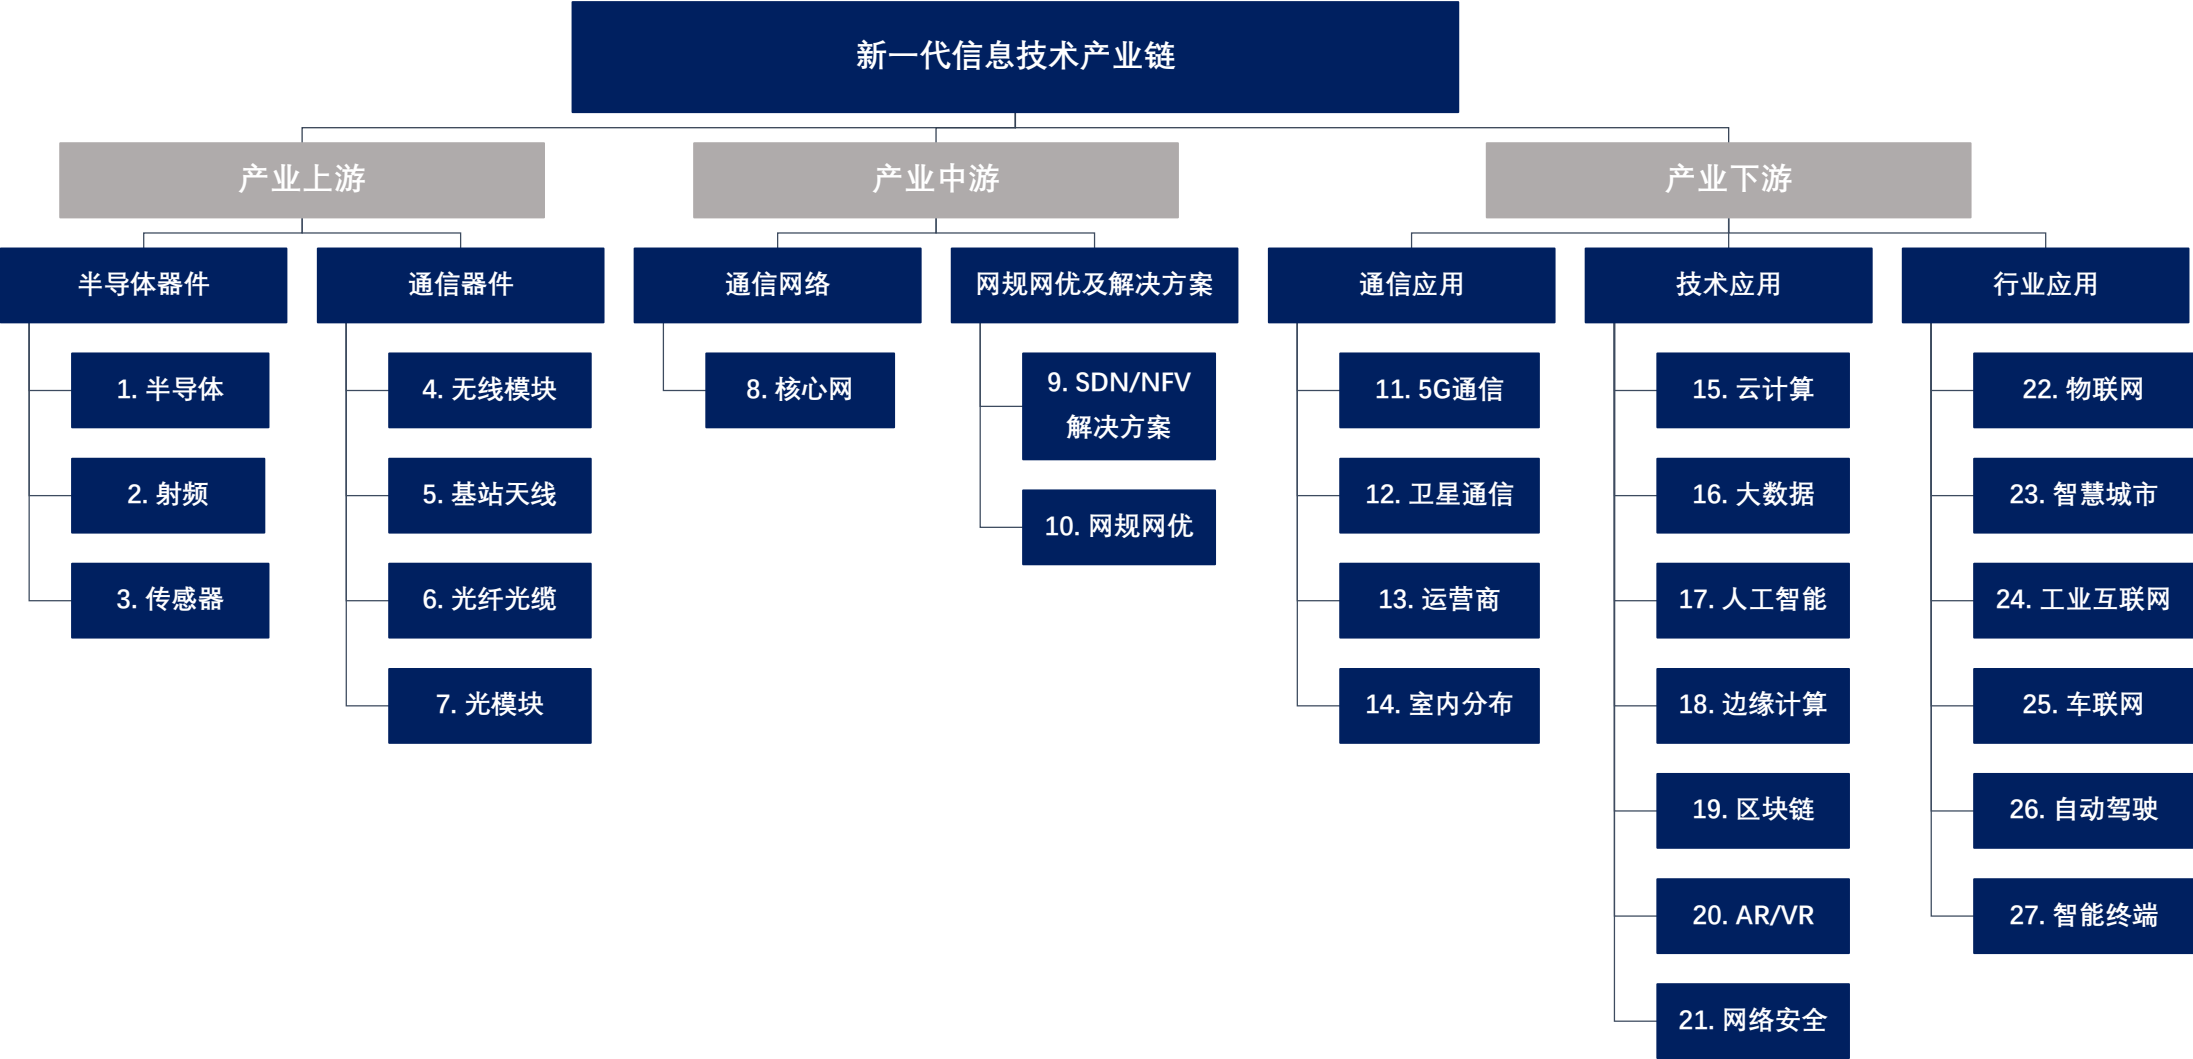 新一代信息技术产业链
产业上游
产业中游
产业下游
半导体器件
通信器件
通信网络
网规网优及解决方案
通信应用
技术应用
行业应用
1. 半导体
2. 射频
3. 传感器
4. 无线模块
5. 基站天线
6. 光纤光缆
7. 光模块
8. 核心网
9. SDN/NFV
解决方案
10. 网规网优
11. 5G通信
12. 卫星通信
13. 运营商
14. 室内分布
15. 云计算
16. 大数据
17. 人工智能
18. 边缘计算
19. 区块链
20. AR/VR
21. 网络安全
22. 物联网
23. 智慧城市
24. 工业互联网
25. 车联网
26. 自动驾驶
27. 智能终端